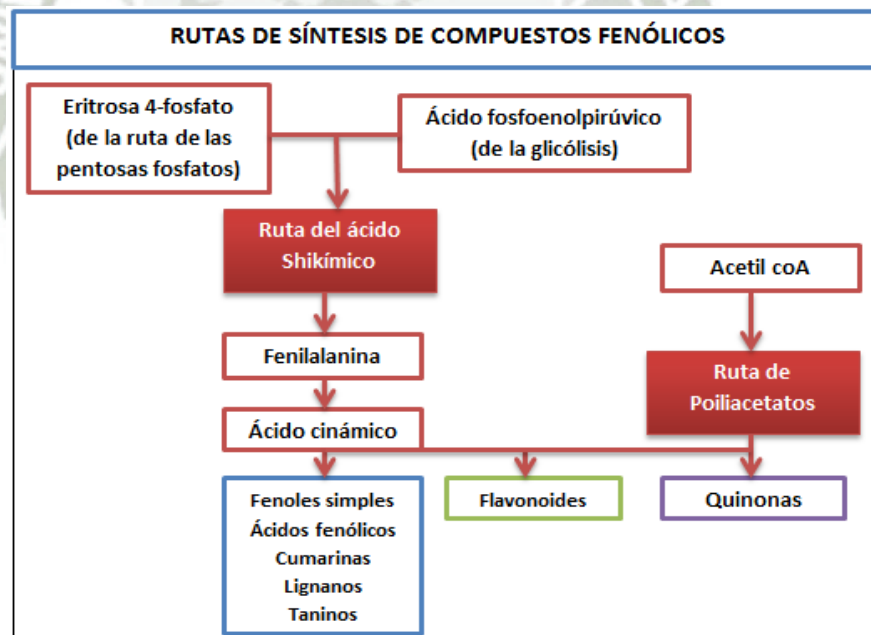 RUTAS DE SÍNTESIS DE COMPUESTOS FENÓLICOS
Eritrosa 4-fosfato
(de la ruta de las
pentosas fosfatos)
Ácido fosfoenolpirúvico
(de la glicólisis)
Ruta del ácido
Shikímico
Acetil coA
Fenilalanina
Ruta de
Poiliacetatos
Ácido cinámico
Fenoles simples
Ácidos fenólicos
Cumarinas
Lignanos
Taninos
Flavonoides
Quinonas